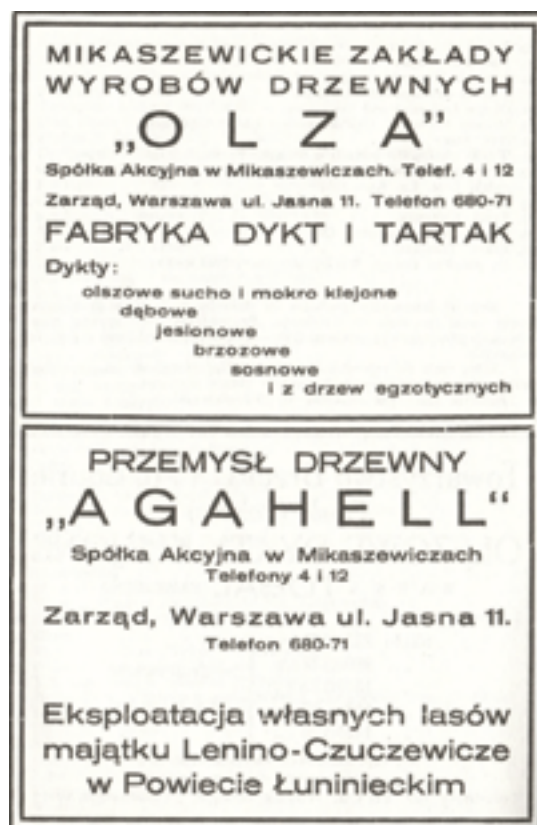 MIKASZEWICKIE ZAKŁADY
WYROBÓW DRZEWNYCH
„O L Z A”
Spółka Akcyjna w Mikaszewiczach. Telef. 4 i 12
Zarząd, Warszawa ul. Jasna 11. Telefon 680-71
FABRYKA DYKT I TARTAK
Dykty:
olszowe sucho i mokro klejone
dębowe
jesionowe
brzozowe
sosnowe
i z drzew egzotycznych
PRZEMYSŁ DRZEWNY
„A G A H E L L“
Spółka Akcyjna w Mikaszewiczach
Telefony 4 i 12
Zarząd, Warszawa ul. Jasna 11.
Telefon 680-71
Eksploatacja własnych lasów
majątku Lenino-Czuczewicze
w Powiecie Łuninieckim